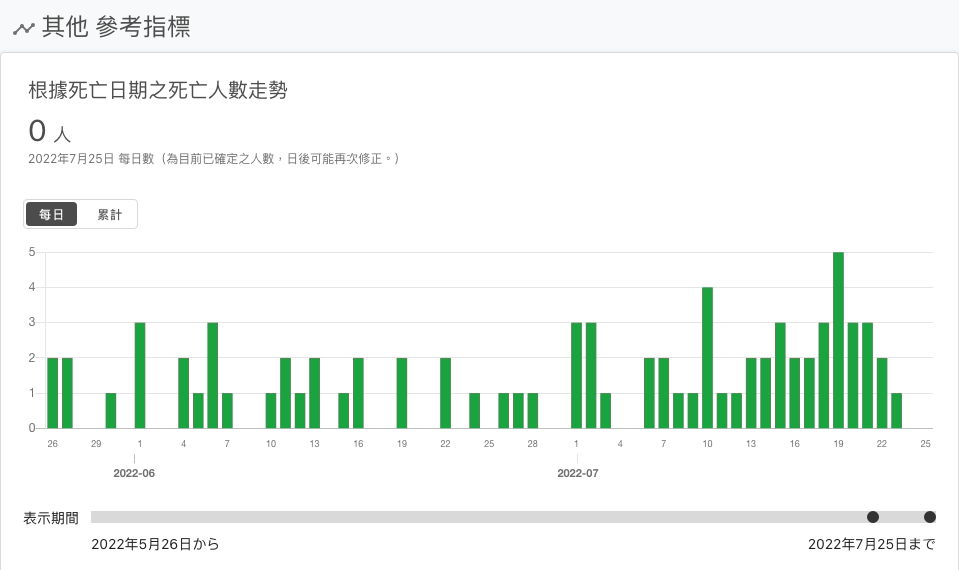 其他 參考指標
根據死亡日期之死亡人數走勢
0 人
2022年7月25日 每日數（為目前已確定之人數，日後可能再次修正。）
每日 累計
5
4
3
2
1
0
26 29 1 4 7 10 13 16 19 22 25 28 1 4 7 10 13 16 19 22 25
2022-06 2022-07
表示期間
2022年5月26日から 2022年7月25日まで